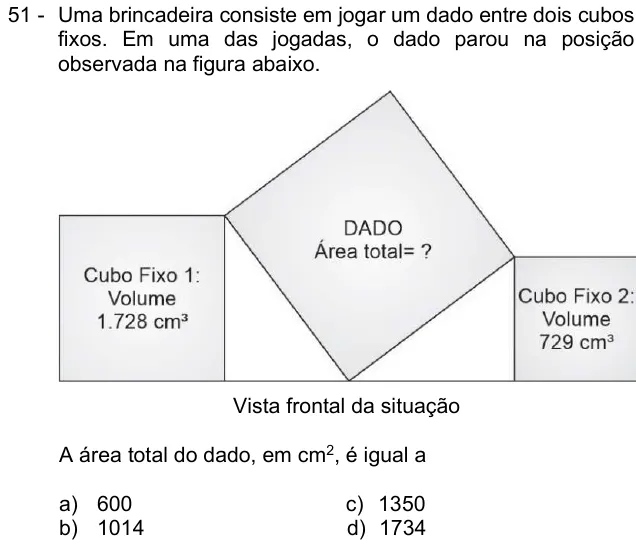 51 - Uma brincadeira consiste em jogar um dado entre dois cubos
fixos. Em uma das jogadas, o dado parou na posição
observada na figura abaixo.
DADO
Área total= ?
Cubo Fixo 1:
Volume
1.728 cm³
Cubo Fixo 2:
Volume
729 cm³
Vista frontal da situação
A área total do dado, em cm², é igual a
a) 600
c) 1350
b) 1014
d) 1734